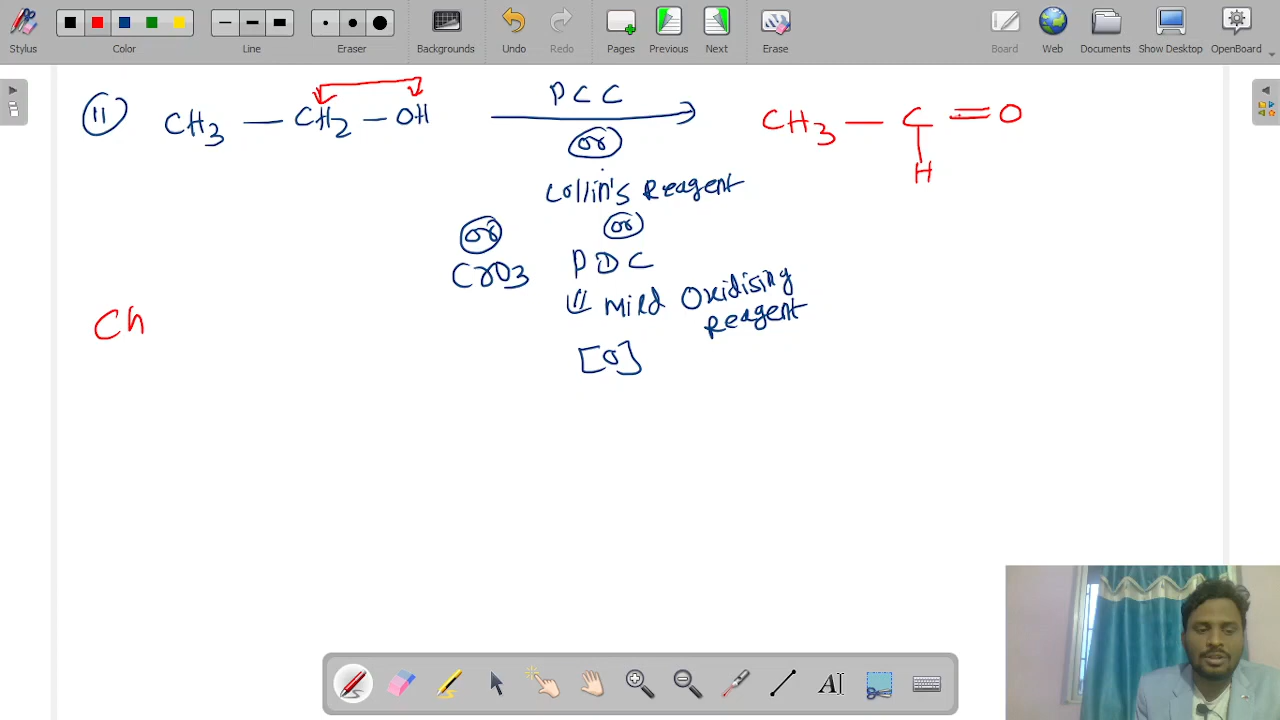 Stylus Color Line Eraser Backgrounds Undo Redo Pages Previous Next Erase Board Web Documents Show Desktop OpenBoard
11 CH3 — CH2 — OH PCC CH3 — C = O
or H
Collin's Reagent
or or
CrO3 PDC
11 Mild Oxidising
Reagent
Ch
[O]
A